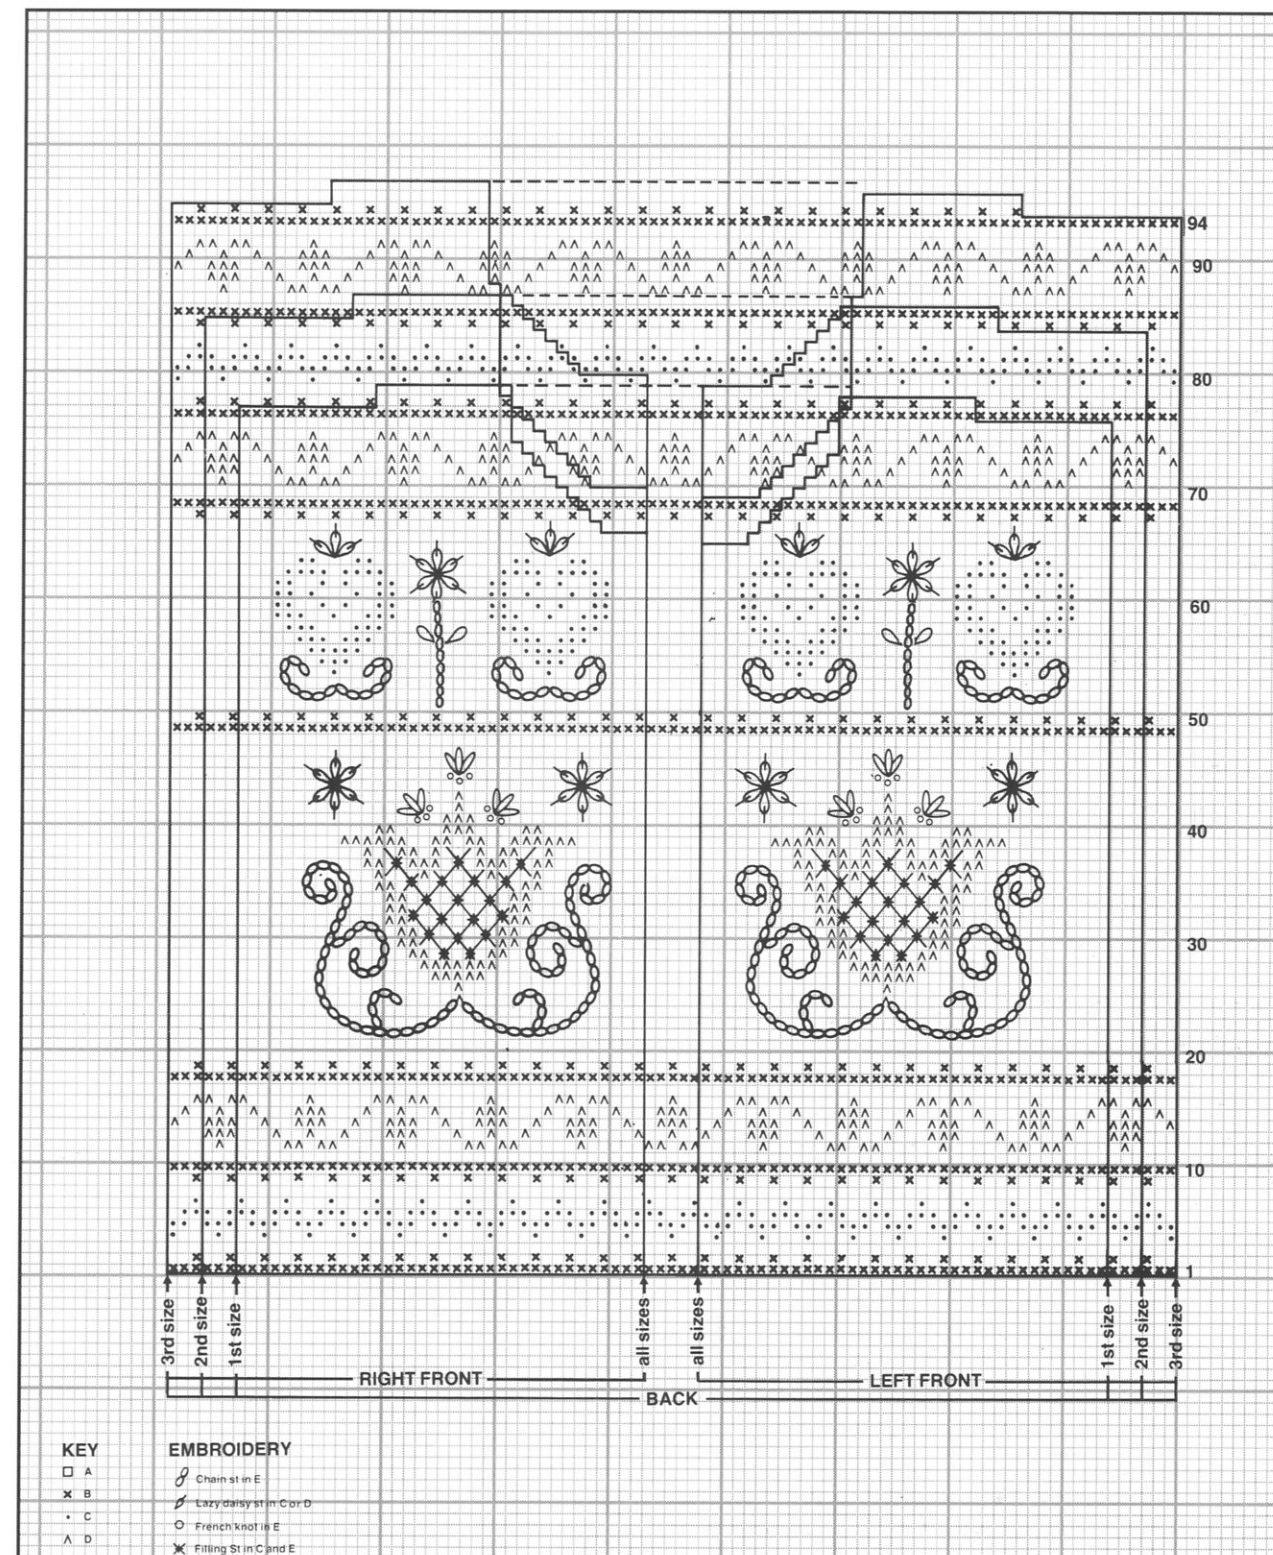 94
90
80
70
60
50
40
30
20
10
1
3rd size
2nd size
1st size
all sizes
all sizes
1st size
2nd size
3rd size
RIGHT FRONT
LEFT FRONT
BACK
KEY
A
B
C
D
EMBROIDERY
Chain st in E
Lazy daisy st in C or D
French knot in E
Filling St in C and E